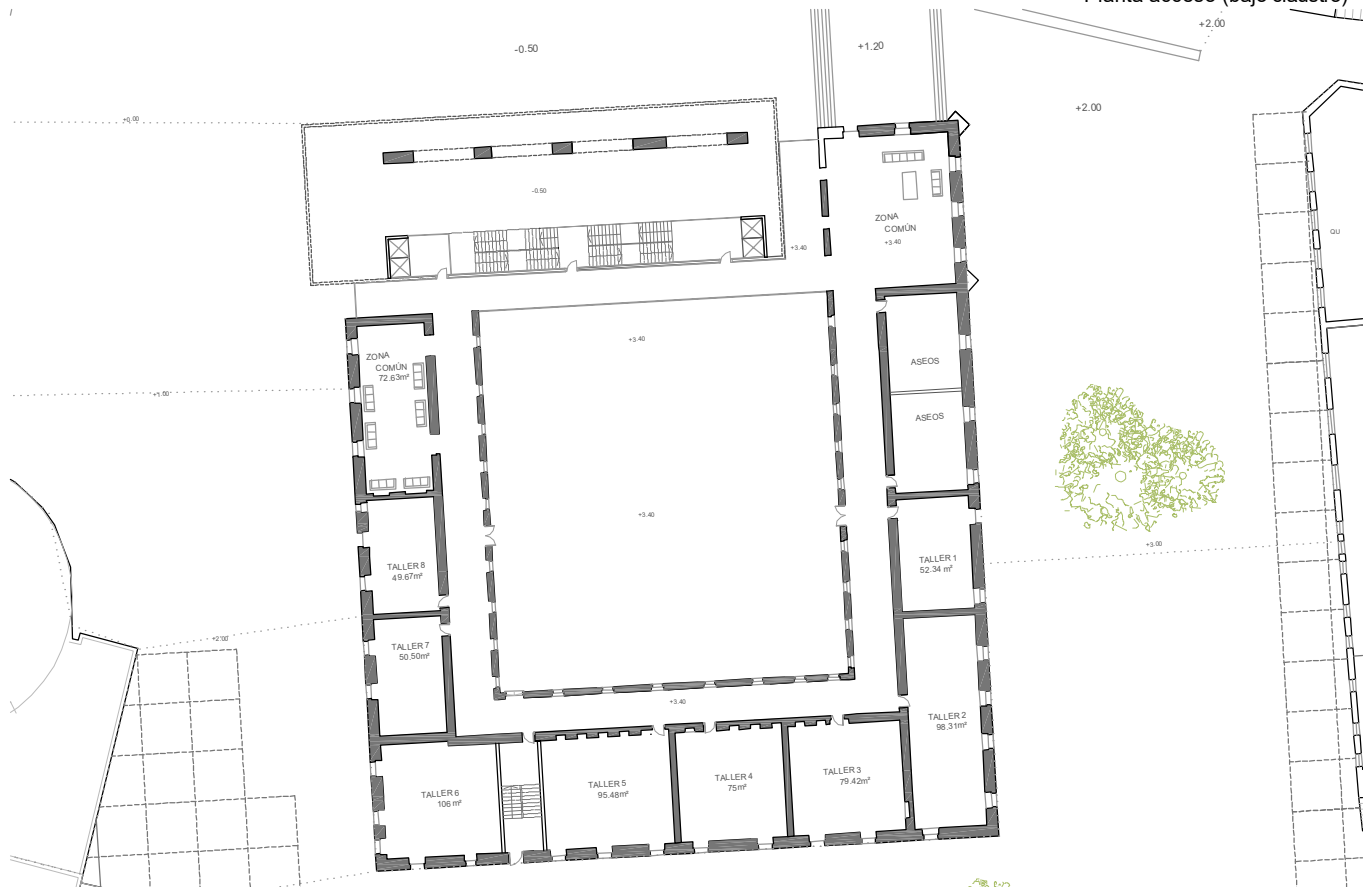 Planta acceso (bajo claustro)
+2.00
-0.50
+1.20
+2.00
+0.00
-0.50
ZONA
COMÚN
+3.40
+3.40
QU
+3.40
ZONA
COMÚN
72.63m²
ASEOS
+1.00
ASEOS
+3.40
+3.00
TALLER 8
49.67m²
TALLER 1
52.34 m²
+2.00
TALLER 7
50.50m²
+3.40
TALLER 2
98.31m²
TALLER 6
106 m²
TALLER 5
95.48m²
TALLER 4
75m²
TALLER 3
79.42m²